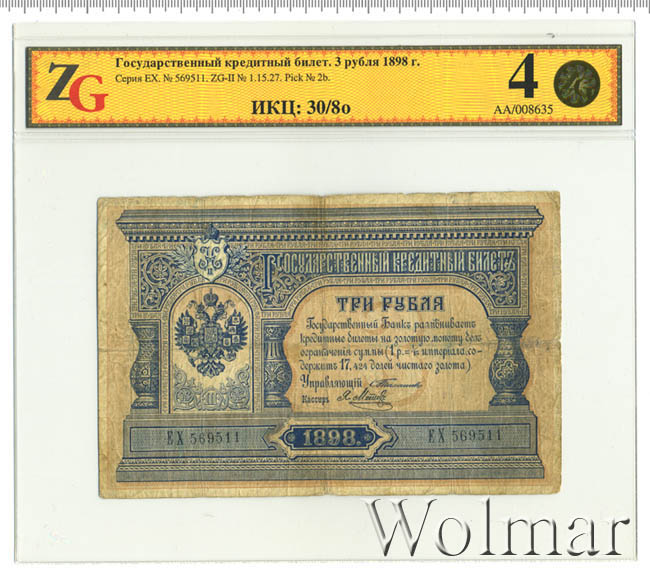 ZG
Государственный кредитный билет. 3 рубля 1898 г.
Серия ЕХ. № 569511. ZG-II № 1.15.27. Pick № 2b.
ИКЦ: 30/8о
4
АА/008635
Государственный Кредитный Билетъ
ТРИ РУБЛЯ
Государственный Банкъ размѣниваетъ
кредитные билеты на золотую монету безъ
ограниченія суммы (1 р.= 1/15 имперіала, со-
держитъ 17,424 долей чистаго золота)
Управляющій
Кассиръ
ЕХ 569511
1898.
ЕХ 569511
Wolmar